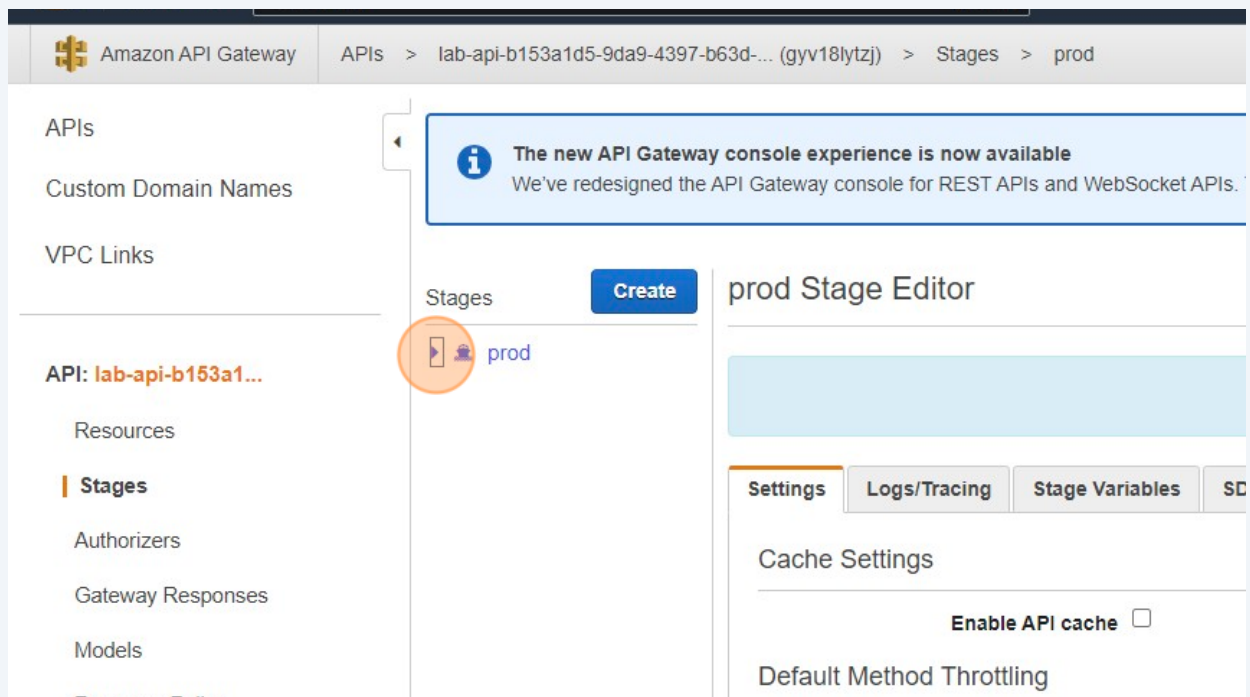 Amazon API Gateway APIs > lab-api-b153a1d5-9da9-4397-b63d-... (gyv18lytzj) > Stages > prod
APIs
Custom Domain Names
VPC Links
API: lab-api-b153a1...
Resources
Stages
Authorizers
Gateway Responses
Models
The new API Gateway console experience is now available
We've redesigned the API Gateway console for REST APIs and WebSocket APIs.
Stages
Create
prod
prod Stage Editor
Settings Logs/Tracing Stage Variables SD
Cache Settings
Enable API cache
Default Method Throttling